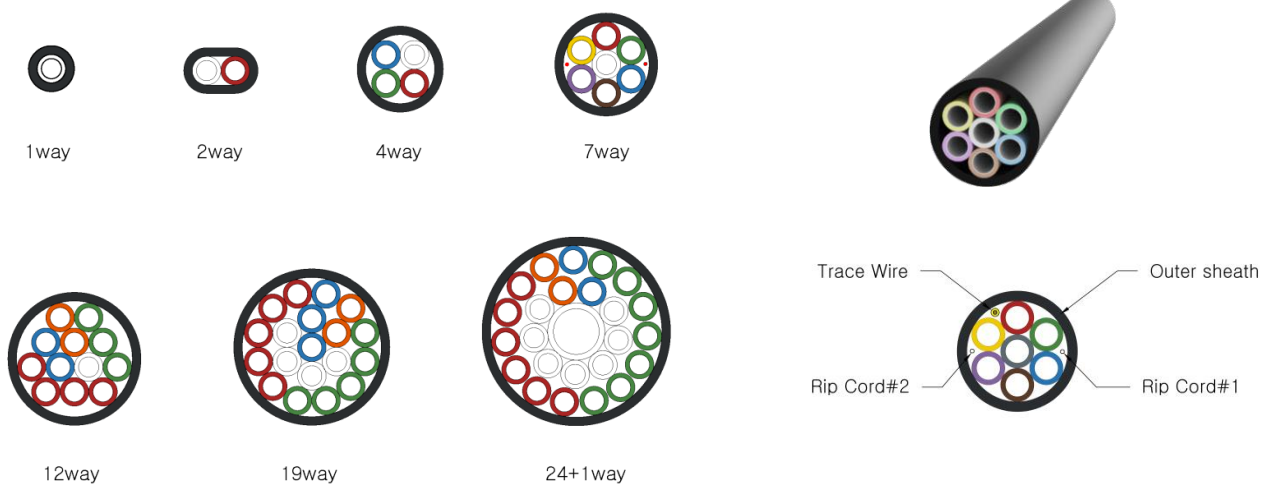 1way
2way
4way
7way
Trace Wire
Outer sheath
Rip Cord#2
Rip Cord#1
12way
19way
24+1way